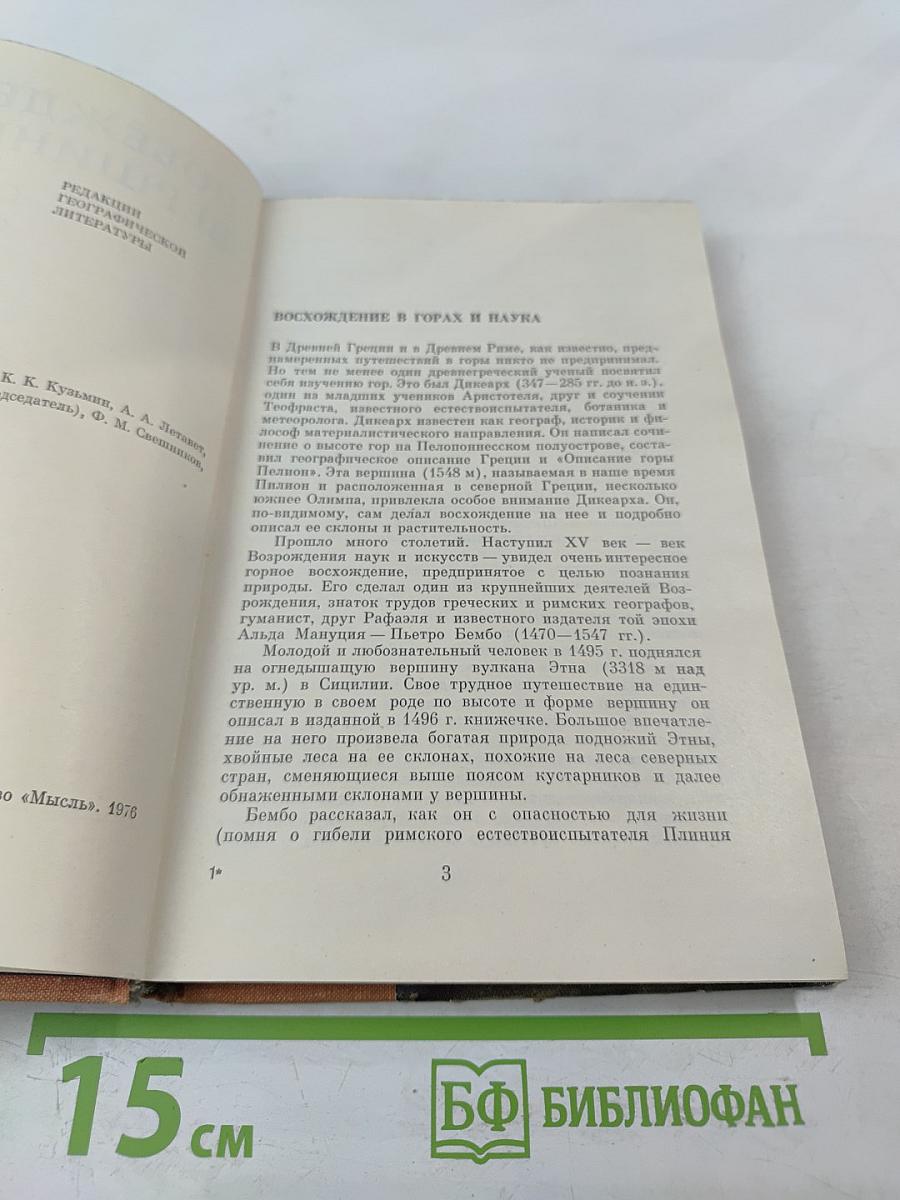 РЕДАКЦИИ
ГЕОГРАФИЧЕСКОЙ
ЛИТЕРАТУРЫ
К. К. Кузьмин, А. А. Летавет,
Ф. М. Свешников,
«Мысль». 1976
ВОСХОЖДЕНИЕ В ГОРАХ И НАУКА
В Древней Греции и в Древнем Риме, как известно, пред-
намеренных путешествий в горы никто не предпринимал.
Но тем не менее один древнегреческий ученый посвятил
себя изучению гор. Это был Дикеарх (347—285 гг. до н. э.),
один из младших учеников Аристотеля, друг и соученик
Теофраста, известного естествоиспытателя, ботаника и
метеоролога. Дикеарх известен как географ, историк и фи-
лософ материалистического направления. Он написал сочи-
нение о высоте гор на Пелопоннесском полуострове, соста-
вил географическое описание Греции и «Описание горы
Пелион». Эта вершина (1548 м), называемая в наше время
Пилион и расположенная в северной Греции, несколько
южнее Олимпа, привлекла особое внимание Дикеарха. Он,
по-видимому, сам делал восхождение на нее и подробно
описал ее склоны и растительность.
Прошло много столетий. Наступил XV век — век
Возрождения наук и искусств — увидел очень интересное
горное восхождение, предпринятое с целью познания
природы. Его сделал один из крупнейших деятелей Воз-
рождения, знаток трудов греческих и римских географов,
гуманист, друг Рафаэля и известного издателя той эпохи
Альда Мануция — Пьетро Бембо (1470—1547 гг.).
Молодой и любознательный человек в 1495 г. поднялся
на огнедышащую вершину вулкана Этна (3318 м над
ур. м.) в Сицилии. Свое трудное путешествие на един-
ственную в своем роде по высоте и форме вершину он
описал в изданной в 1496 г. книжечке. Большое впечатле-
ние на него произвела богатая природа подножий Этны,
хвойные леса на ее склонах, похожие на леса северных
стран, сменяющиеся выше поясом кустарников и далее
обнаженными склонами у вершины.
Бембо рассказал, как он с опасностью для жизни
(помня о гибели римского естествоиспытателя Плиния
1*
3
15 см
БФ БИБЛИОФАН